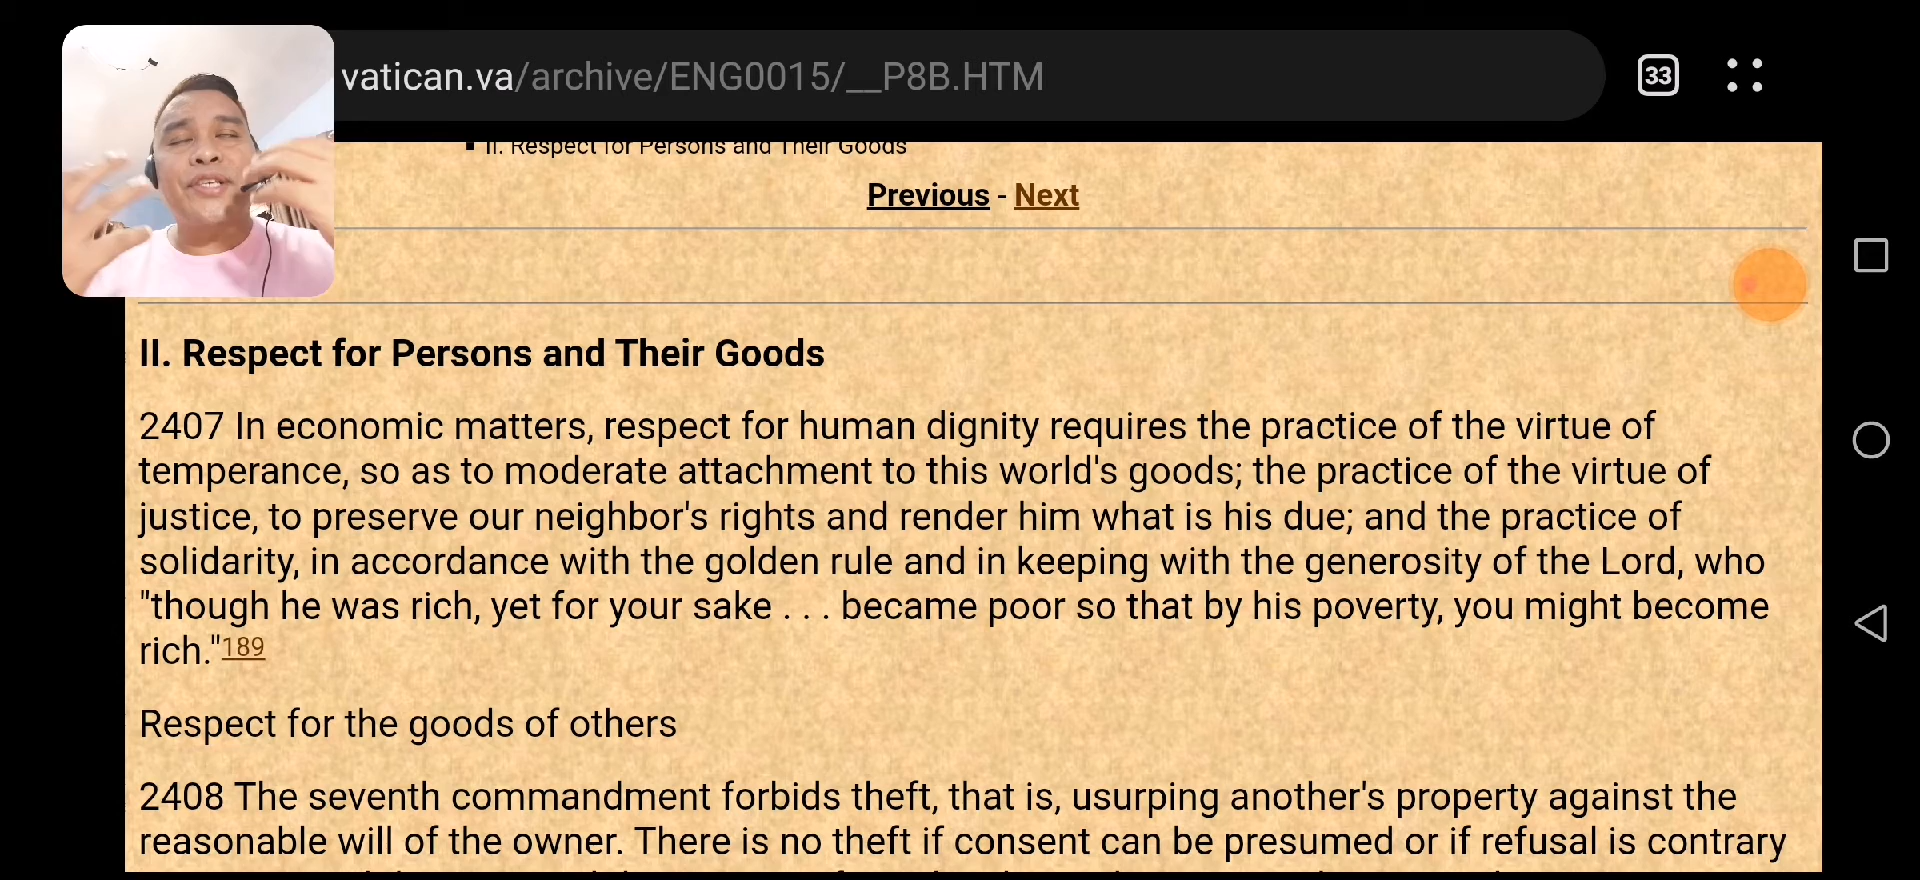 vatican.va/archive/ENG0015/__P8B.HTM
33
II. Respect for Persons and Their Goods
Previous - Next
II. Respect for Persons and Their Goods
2407 In economic matters, respect for human dignity requires the practice of the virtue of
temperance, so as to moderate attachment to this world's goods; the practice of the virtue of
justice, to preserve our neighbor's rights and render him what is his due; and the practice of
solidarity, in accordance with the golden rule and in keeping with the generosity of the Lord, who
"though he was rich, yet for your sake . . . became poor so that by his poverty, you might become
rich."189
Respect for the goods of others
2408 The seventh commandment forbids theft, that is, usurping another's property against the
reasonable will of the owner. There is no theft if consent can be presumed or if refusal is contrary